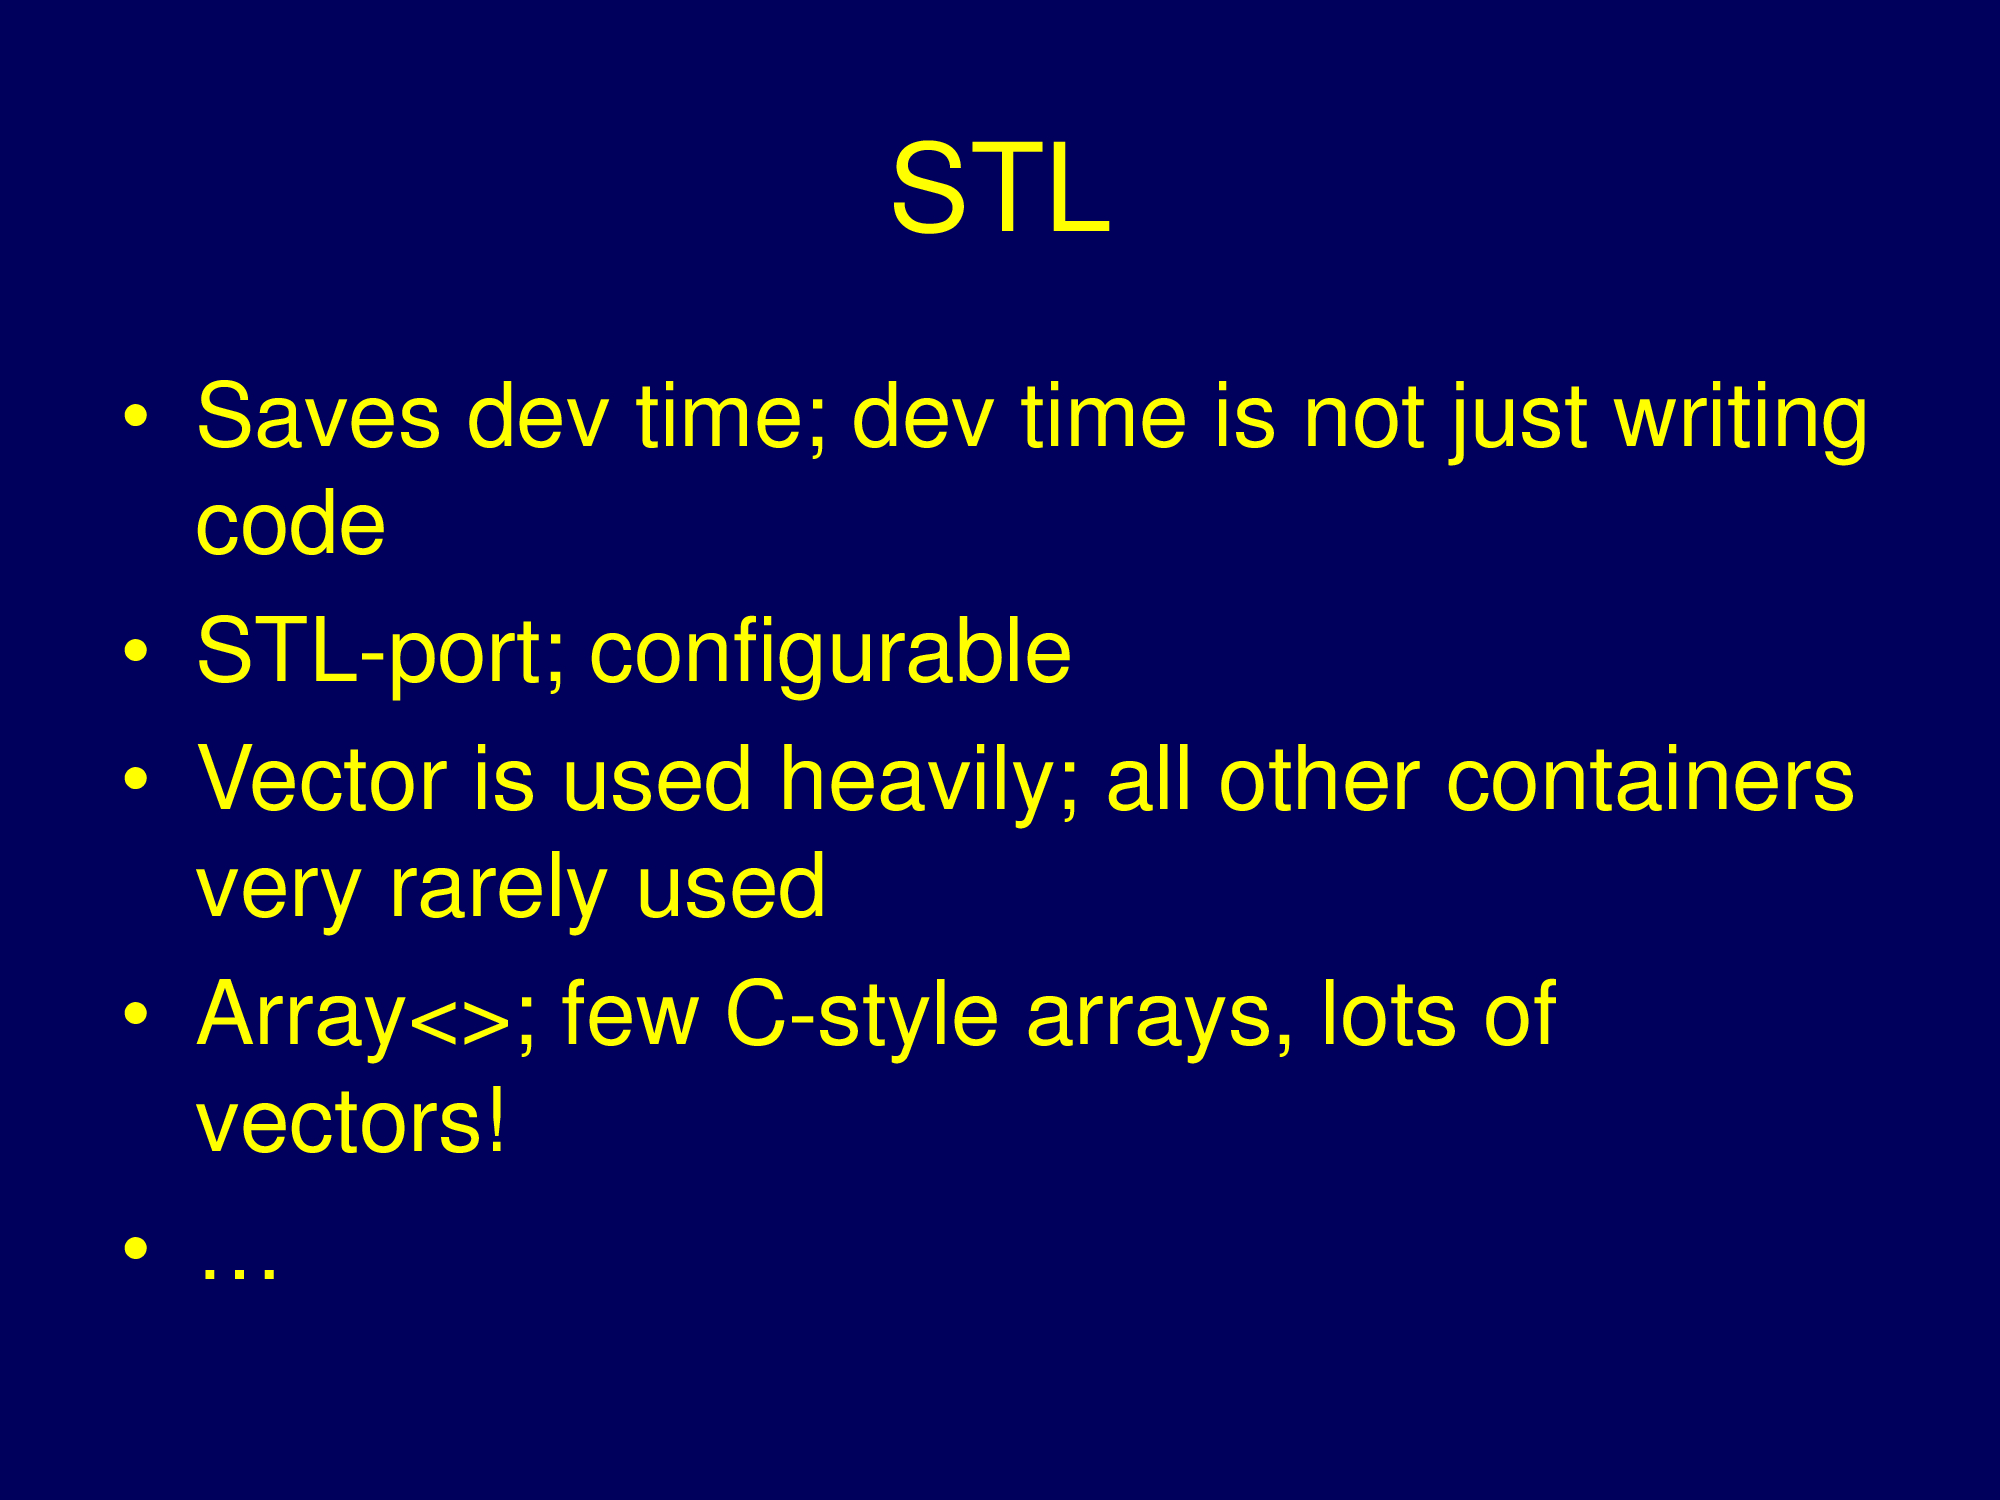 STL
• Saves dev time; dev time is not just writing
code
• STL-port; configurable
• Vector is used heavily; all other containers
very rarely used
• Array<>; few C-style arrays, lots of
vectors!
• …